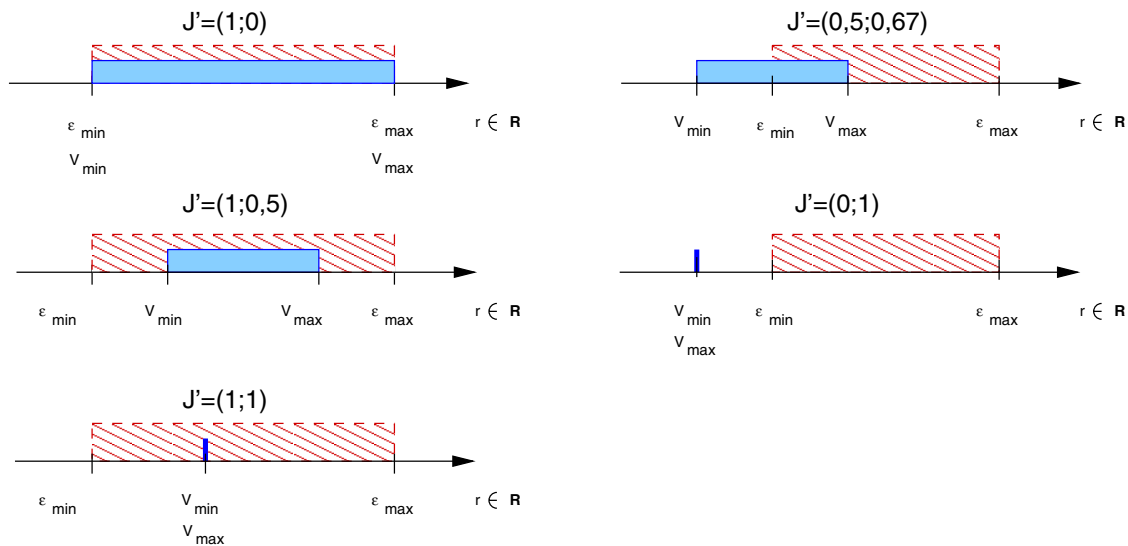 J’=(1;0)
ε min
V min
ε max
V max
r ∈ R
J’=(0,5;0,67)
V min
ε min
V max
ε max
r ∈ R
J’=(1;0,5)
ε min
V min
V max
ε max
r ∈ R
J’=(0;1)
V min
V max
ε min
ε max
r ∈ R
J’=(1;1)
ε min
V min
V max
ε max
r ∈ R